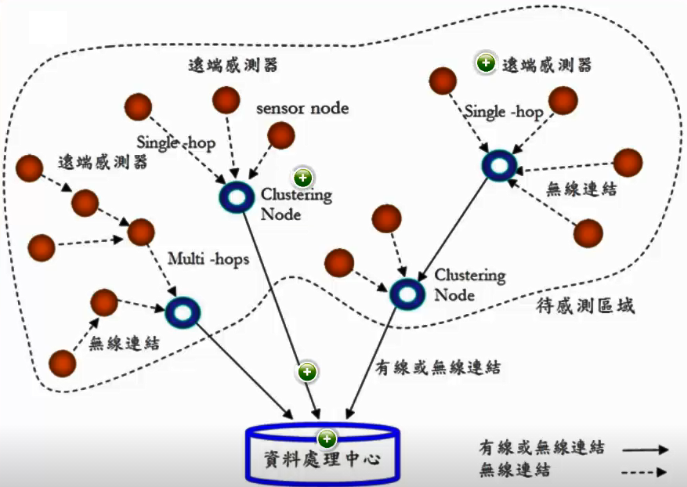 遠端感測器
遠端感測器
sensor node
Single -hop
Single -hop
遠端感測器
無線連結
Clustering
Node
Multi -hops
Clustering
Node
待感測區域
無線連結
有線或無線連結
資料處理中心
有線或無線連結
無線連結